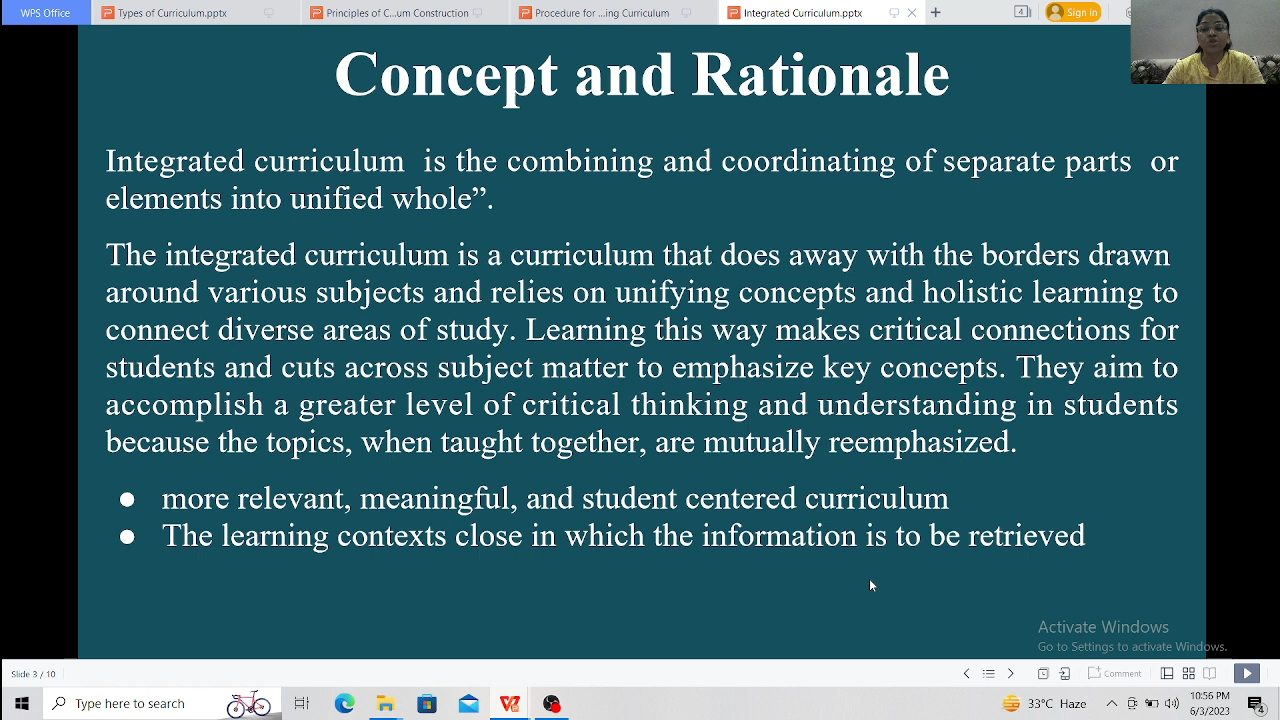 WPS Office
Types of Curriculum.pptx
Principles of C...um Construction
Procedure for ...ing Curriculum
Integrated Curriculum.pptx
4
Sign in
Concept and Rationale
Integrated curriculum is the combining and coordinating of separate parts or
elements into unified whole”.
The integrated curriculum is a curriculum that does away with the borders drawn
around various subjects and relies on unifying concepts and holistic learning to
connect diverse areas of study. Learning this way makes critical connections for
students and cuts across subject matter to emphasize key concepts. They aim to
accomplish a greater level of critical thinking and understanding in students
because the topics, when taught together, are mutually reemphasized.
● more relevant, meaningful, and student centered curriculum
● The learning contexts close in which the information is to be retrieved
Activate Windows
Go to Settings to activate Windows.
Slide 3 / 10
Comment
Type here to search
33°C Haze
10:56 PM
6/3/2023
4